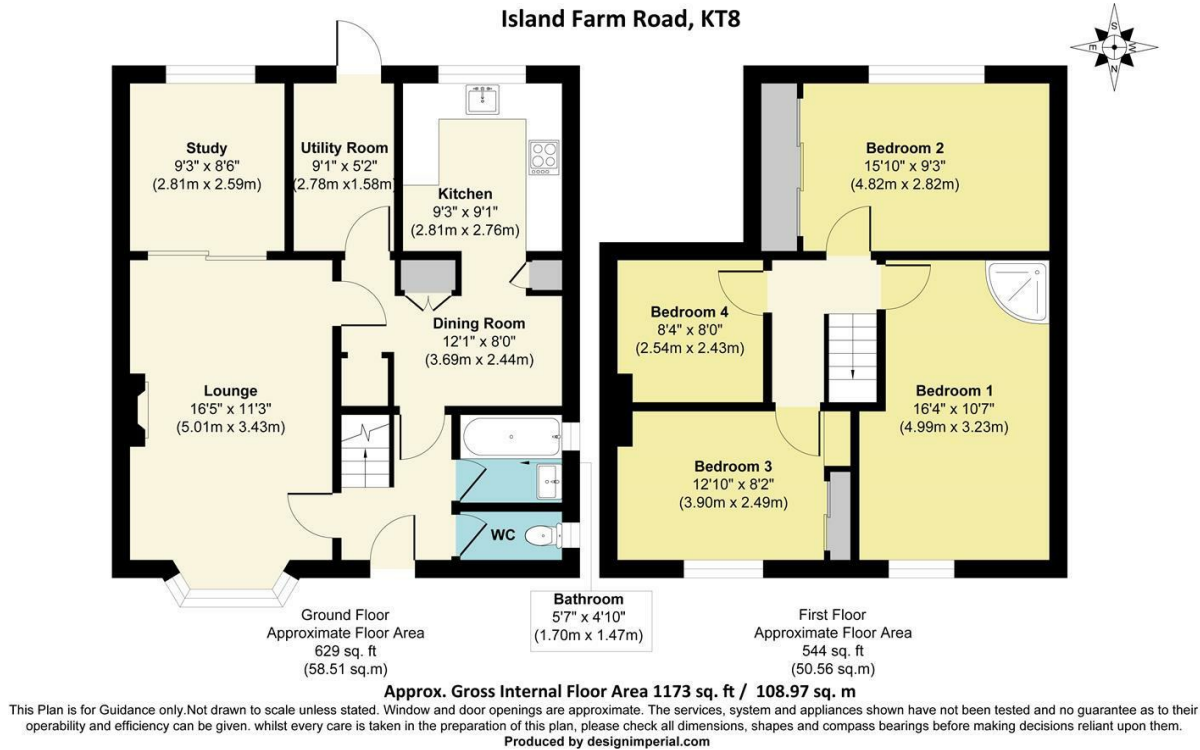 Island Farm Road, KT8
S
E
W
N
Study
9'3" x 8'6"
(2.81m x 2.59m)
Utility Room
9'1" x 5'2"
(2.78m x1.58m)
Kitchen
9'3" x 9'1"
(2.81m x 2.76m)
Dining Room
12'1" x 8'0"
(3.69m x 2.44m)
Lounge
16'5" x 11'3"
(5.01m x 3.43m)
WC
Bathroom
5'7" x 4'10"
(1.70m x 1.47m)
Bedroom 2
15'10" x 9'3"
(4.82m x 2.82m)
Bedroom 4
8'4" x 8'0"
(2.54m x 2.43m)
Bedroom 1
16'4" x 10'7"
(4.99m x 3.23m)
Bedroom 3
12'10" x 8'2"
(3.90m x 2.49m)
Ground Floor
Approximate Floor Area
629 sq. ft
(58.51 sq.m)
First Floor
Approximate Floor Area
544 sq. ft
(50.56 sq.m)
Approx. Gross Internal Floor Area 1173 sq. ft / 108.97 sq. m
This Plan is for Guidance only.Not drawn to scale unless stated. Window and door openings are approximate. The services, system and appliances shown have not been tested and no guarantee as to their
operability and efficiency can be given. whilst every care is taken in the preparation of this plan, please check all dimensions, shapes and compass bearings before making decisions reliant upon them.
Produced by designimperial.com